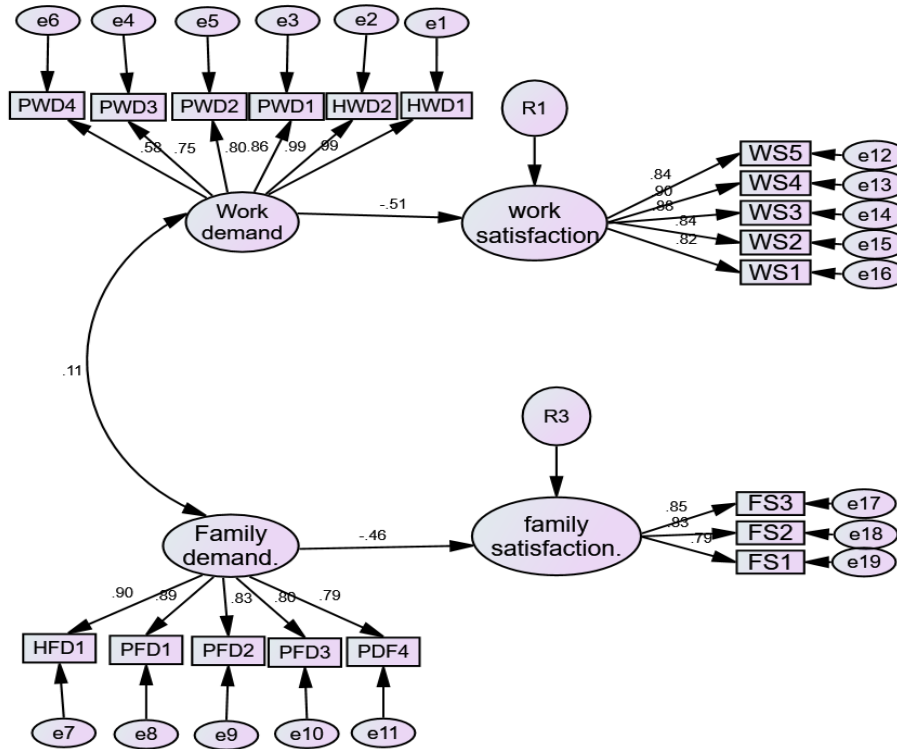 e6
e4
e5
e3
e2
e1
PWD4
PWD3
PWD2
PWD1
HWD2
HWD1
.58
.75
.80
.86
.99
.99
R1
Work
demand
-.51
work
satisfaction
.84
.90
.88
.84
.82
WS5
WS4
WS3
WS2
WS1
e12
e13
e14
e15
e16
.11
R3
Family
demand.
-.46
family
satisfaction.
.85
.83
.79
FS3
FS2
FS1
e17
e18
e19
.90
.89
.83
.80
.79
HFD1
PFD1
PFD2
PFD3
PDF4
e7
e8
e9
e10
e11